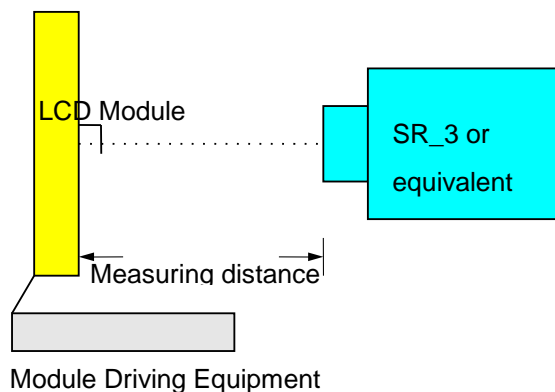 LCD Module
SR_3 or
equivalent
Measuring distance
Module Driving Equipment